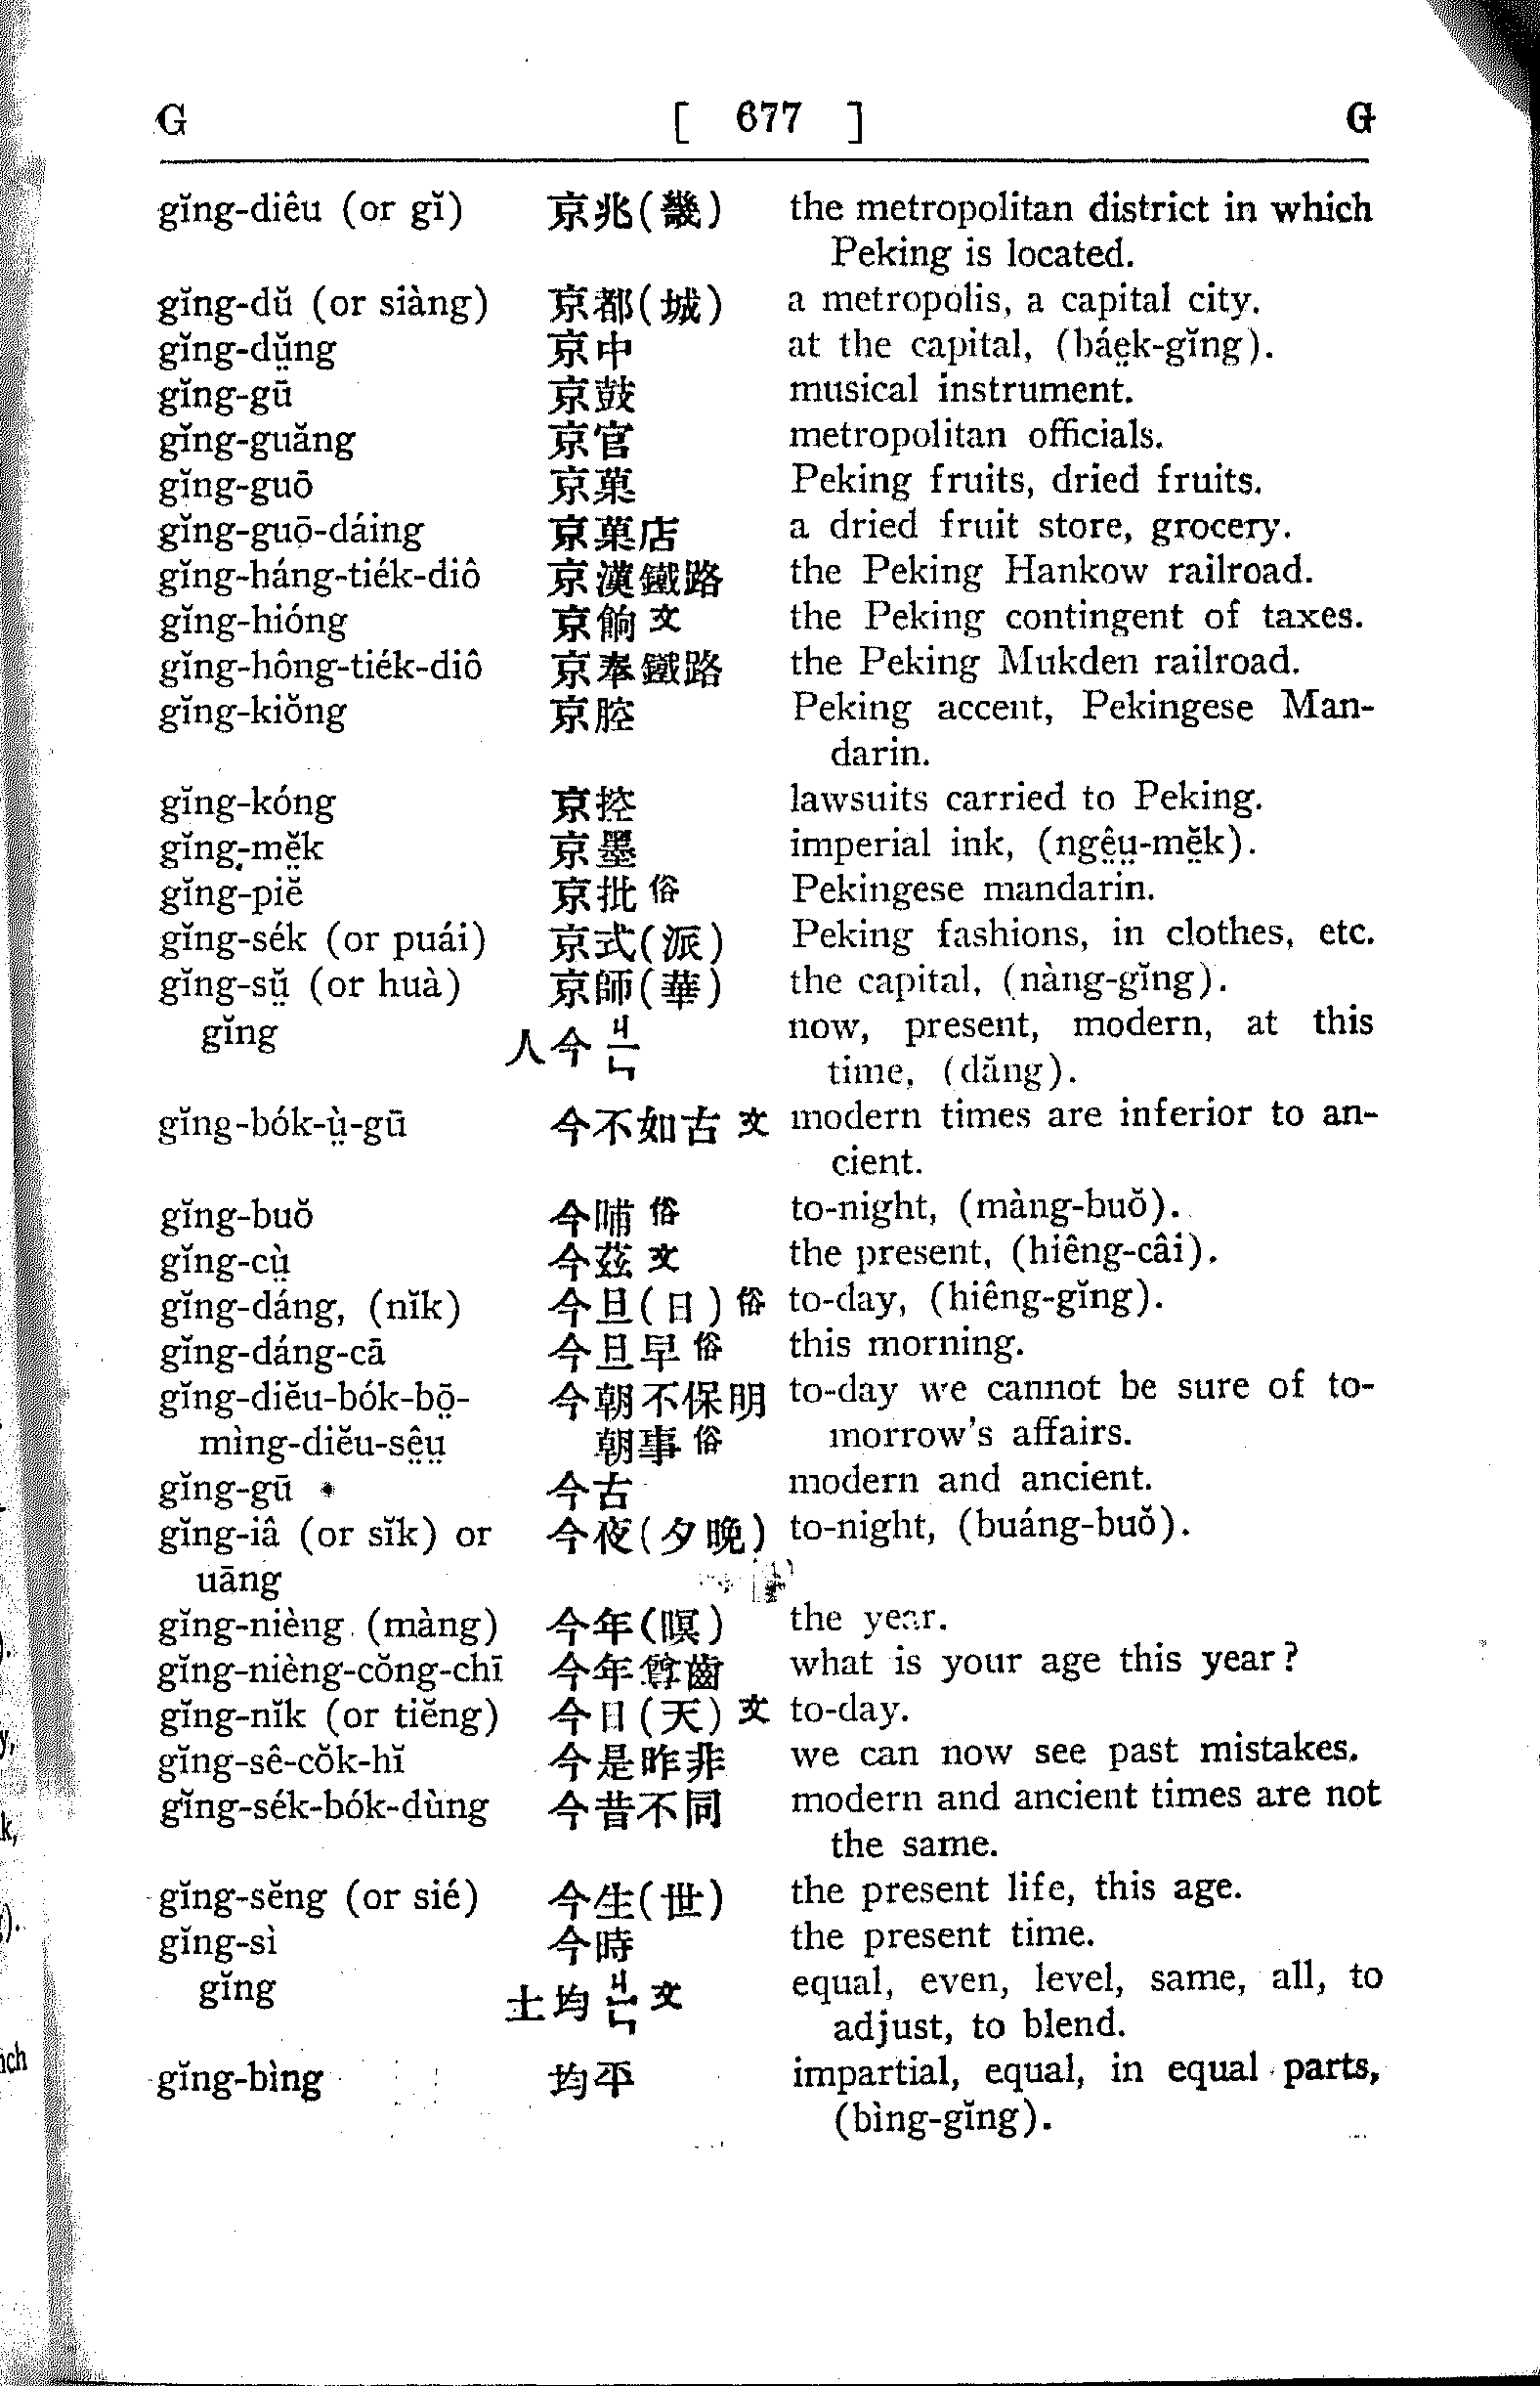 G [ 677 ] G
gĭng-diêu (or gĭ) 京兆(畿) the metropolitan district in which
Peking is located.
gĭng-dŭ (or siàng) 京都(城) a metropolis, a capital city.
gĭng-dṳ̆ng 京中 at the capital, (báe̤k-gĭng).
gĭng-gū 京鼓 musical instrument.
gĭng-guăng 京官 metropolitan officials.
gĭng-guō 京菓 Peking fruits, dried fruits.
gĭng-guō-dáing 京菓店 a dried fruit store, grocery.
gĭng-háng-tiék-diô 京漢鐵路 the Peking Hankow railroad.
gĭng-hióng 京餉文 the Peking contingent of taxes.
gĭng-hông-tiék-diô 京奉鐵路 the Peking Mukden railroad.
gĭng-kiŏng 京腔 Peking accent, Pekingese Man-
darin.
gĭng-kóng 京控 lawsuits carried to Peking.
gĭng-mĕ̤k 京墨 imperial ink, (ngê̤ṳ-mĕ̤k).
gĭng-piĕ 京批俗 Pekingese mandarin.
gĭng-sék (or puái) 京式(派) Peking fashions, in clothes, etc.
gĭng-sṳ̆ (or huà) 京師(華) the capital, (nàng-gĭng).
gĭng 人今ㄐㄧㄣ now, present, modern, at this
time, (dăng).
gĭng-bók-ṳ̀-gū 今不如古文 modern times are inferior to an-
cient.
gĭng-buŏ 今晡俗 to-night, (màng-buŏ).
gĭng-cṳ̀ 今茲文 the present, (hiêng-câi).
gĭng-dáng, (nĭk) 今旦(日)俗 to-day, (hiêng-gĭng).
gĭng-dáng-cā 今旦早俗 this morning.
gĭng-diĕu-bók-bō̤- 今朝不保明 to-day we cannot be sure of to-
mìng-diĕu-sê̤ṳ 朝事俗 morrow's affairs.
gĭng-gū 今古 modern and ancient.
gĭng-iâ (or sĭk) or 今夜(夕晚) to-night, (buáng-buŏ).
uāng
gĭng-nièng (màng) 今年(暝) the year.
gĭng-nièng-cŏng-chī 今年尊齒 what is your age this year?
gĭng-nĭk (or tiĕng) 今日(天)文 to-day.
gĭng-sê-cŏk-hĭ 今是昨非 we can now see past mistakes.
gĭng-sék-bók-dùng 今昔不同 modern and ancient times are not
the same.
gĭng-sĕng (or sié) 今生(世) the present life, this age.
gĭng-sì 今時 the present time.
gĭng 土均ㄐㄧㄣ文 equal, even, level, same, all, to
adjust, to blend.
gĭng-bìng 均平 impartial, equal, in equal parts,
(bìng-gĭng).